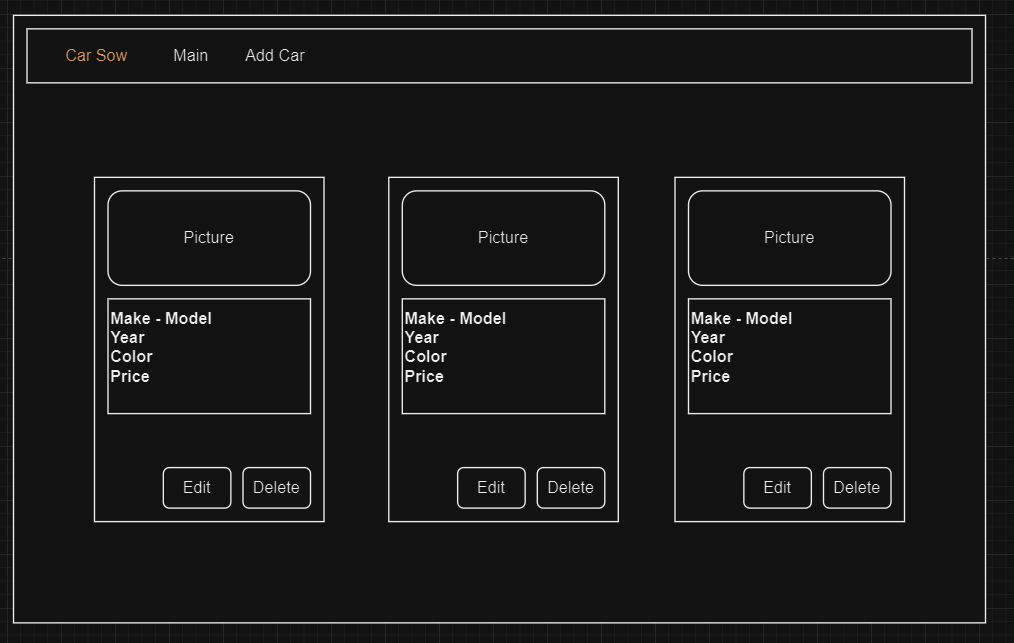 Car Sow Main Add Car
Picture
Make - Model
Year
Color
Price
Edit Delete
Picture
Make - Model
Year
Color
Price
Edit Delete
Picture
Make - Model
Year
Color
Price
Edit Delete